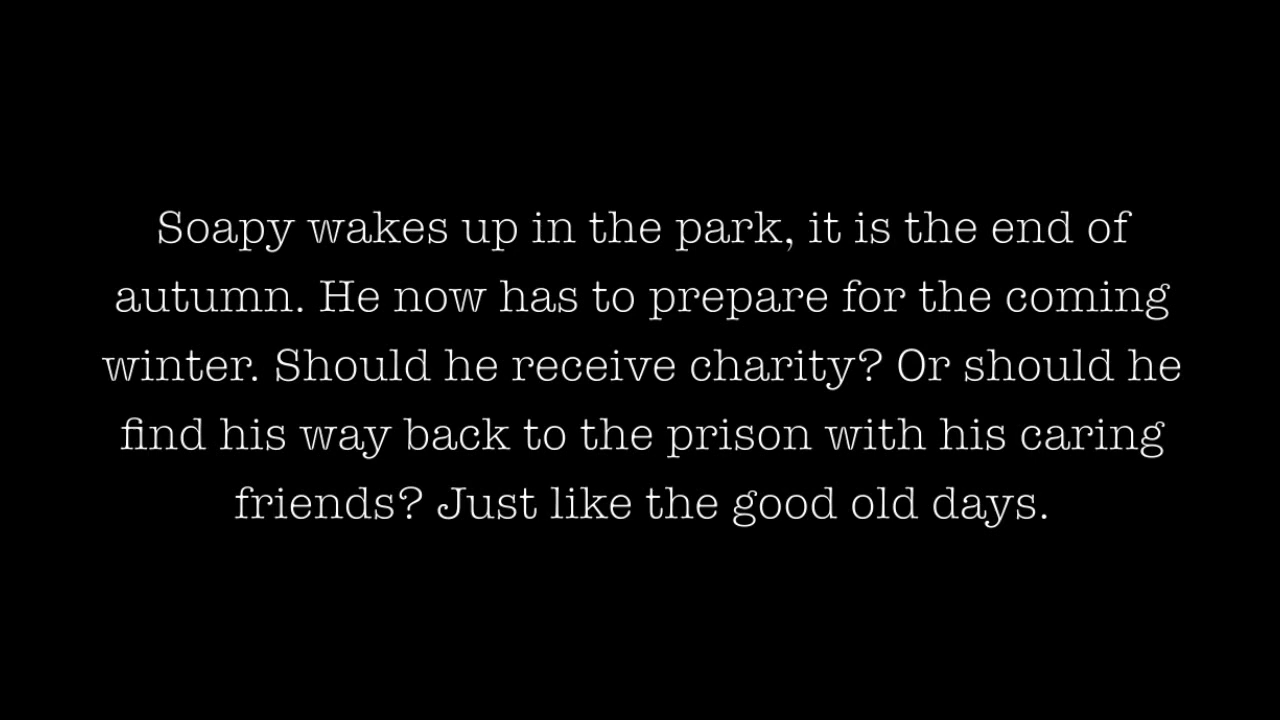 Soapy wakes up in the park, it is the end of
autumn. He now has to prepare for the coming
winter. Should he receive charity? Or should he
find his way back to the prison with his caring
friends? Just like the good old days.